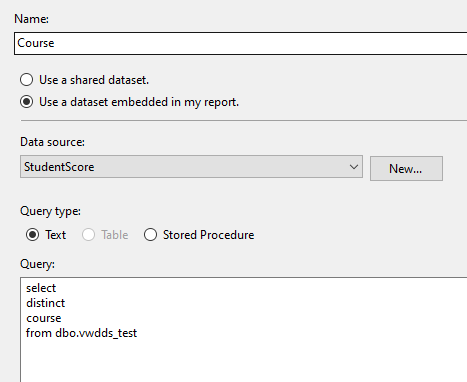 Name:
Course
Use a shared dataset.
Use a dataset embedded in my report.
Data source:
StudentScore
New...
Query type:
Text
Table
Stored Procedure
Query:
select
distinct
course
from dbo.vwdds_test